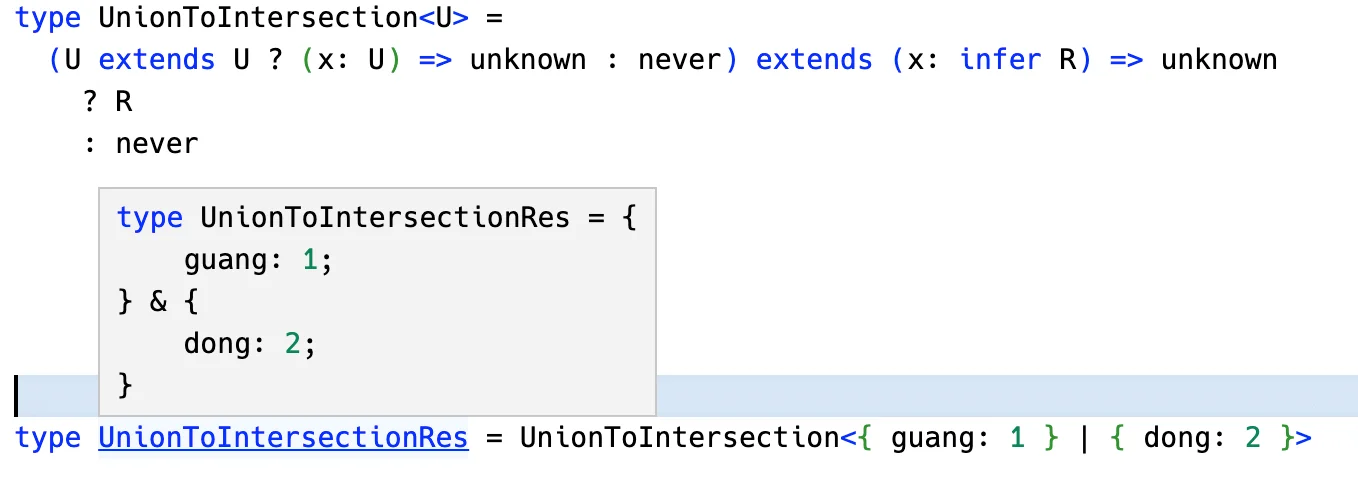 type UnionToIntersection<U> =
  (U extends U ? (x: U) => unknown : never) extends (x: infer R) => unknown
    ? R
    : never
type UnionToIntersectionRes = {
    guang: 1;
} & {
    dong: 2;
}
type UnionToIntersectionRes = UnionToIntersection<{ guang: 1 } | { dong: 2 }>